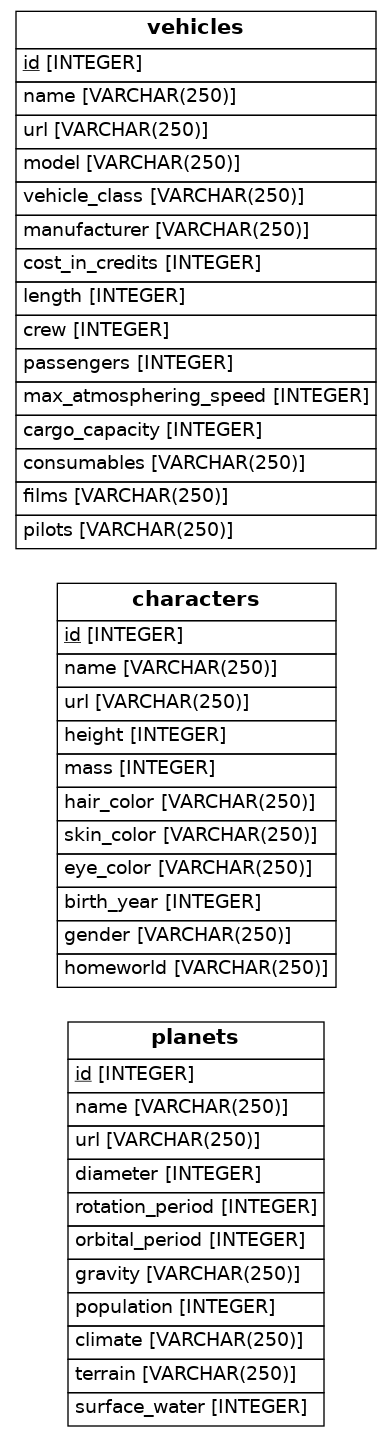 vehicles
id [INTEGER]
name [VARCHAR(250)]
url [VARCHAR(250)]
model [VARCHAR(250)]
vehicle_class [VARCHAR(250)]
manufacturer [VARCHAR(250)]
cost_in_credits [INTEGER]
length [INTEGER]
crew [INTEGER]
passengers [INTEGER]
max_atmosphering_speed [INTEGER]
cargo_capacity [INTEGER]
consumables [VARCHAR(250)]
films [VARCHAR(250)]
pilots [VARCHAR(250)]
characters
id [INTEGER]
name [VARCHAR(250)]
url [VARCHAR(250)]
height [INTEGER]
mass [INTEGER]
hair_color [VARCHAR(250)]
skin_color [VARCHAR(250)]
eye_color [VARCHAR(250)]
birth_year [INTEGER]
gender [VARCHAR(250)]
homeworld [VARCHAR(250)]
planets
id [INTEGER]
name [VARCHAR(250)]
url [VARCHAR(250)]
diameter [INTEGER]
rotation_period [INTEGER]
orbital_period [INTEGER]
gravity [VARCHAR(250)]
population [INTEGER]
climate [VARCHAR(250)]
terrain [VARCHAR(250)]
surface_water [INTEGER]